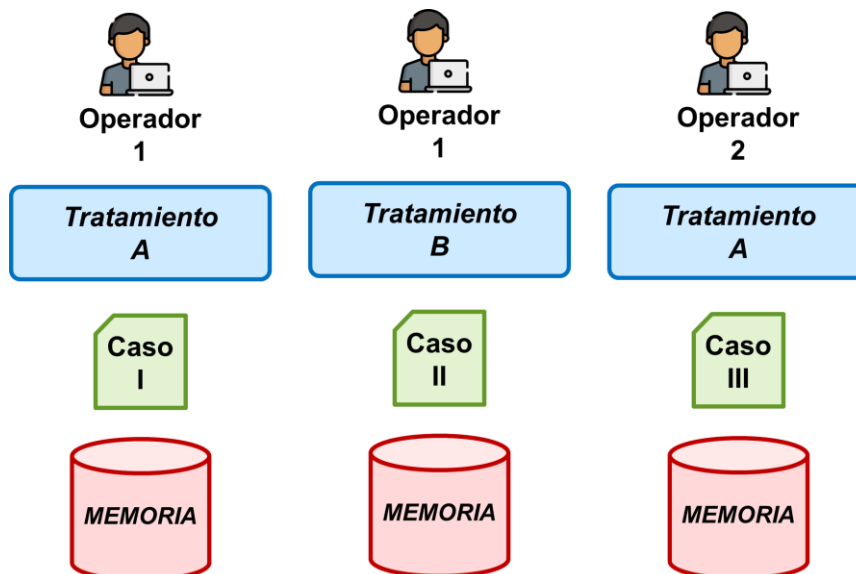 Operador
1
Tratamiento
A
Caso
I
MEMORIA
Operador
1
Tratamiento
B
Caso
II
MEMORIA
Operador
2
Tratamiento
A
Caso
III
MEMORIA